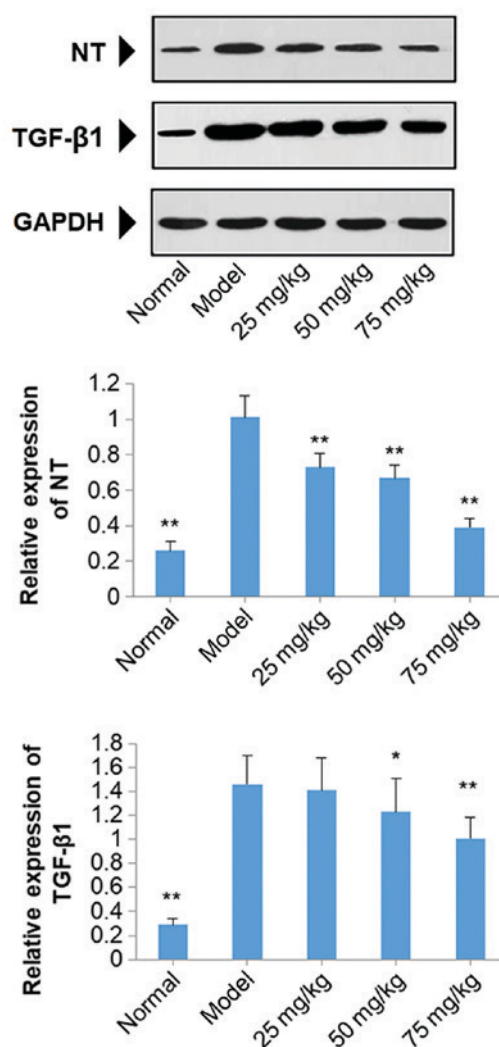 NT
TGF-β1
GAPDH
Normal
Model
25 mg/kg
50 mg/kg
75 mg/kg
Relative expression
of NT
1.2
1
0.8
0.6
0.4
0.2
0
**
**
**
**
Normal
Model
25 mg/kg
50 mg/kg
75 mg/kg
Relative expression of
TGF-β1
1.8
1.6
1.4
1.2
1
0.8
0.6
0.4
0.2
0
**
*
**
Normal
Model
25 mg/kg
50 mg/kg
75 mg/kg